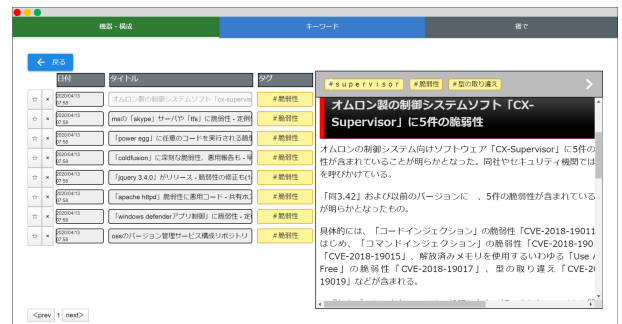 機器・構成
キーワード
後で
← 戻る
日付 タイトル タグ
☆ × 2020/04/13 07:58 オムロン製の制御システムソフト「cx-supervis #脆弱性
☆ × 2020/04/13 07:58 msの「skype」サーバや「tfs」に脆弱性 - 定例 #脆弱性
☆ × 2020/04/13 07:58 「power egg」に任意のコードを実行される脆 #脆弱性
☆ × 2020/04/13 07:58 「coldfusion」に深刻な脆弱性、悪用報告も - #脆弱性
☆ × 2020/04/13 07:58 「jquery 3.4.0」がリリース - 脆弱性の修正も(1 #脆弱性
☆ × 2020/04/13 07:58 「apache httpd」脆弱性に悪用コード - 共有ホ #脆弱性
☆ × 2020/04/13 07:58 「windows defenderアプリ制御」に脆弱性 - 定 #脆弱性
☆ × 2020/04/13 07:58 ossのバージョン管理サービス構成リポジトリ #脆弱性
<prev 1 next>
#supervisor #脆弱性 #型の取り違え
オムロン製の制御システムソフト「CX-
Supervisor」に5件の脆弱性
オムロンの制御システム向けソフトウェア「CX-Supervisor」に5件の
性が含まれていることが明らかとなった。同社やセキュリティ機関では
を呼びかけている。
「同3.42」および以前のバージョンに 、5件の脆弱性が含まれている
が明らかとなったもの。
具体的には、「コードインジェクション」の脆弱性「CVE-2018-19011
はじめ、「コマンドインジェクション」の脆弱性「CVE-2018-190
「CVE-2018-19015」、解放済みメモリを使用するいわゆる「Use A
Free」の脆弱性「CVE-2018-19017」、型の取り違え「CVE-2
19019」などが含まれる。